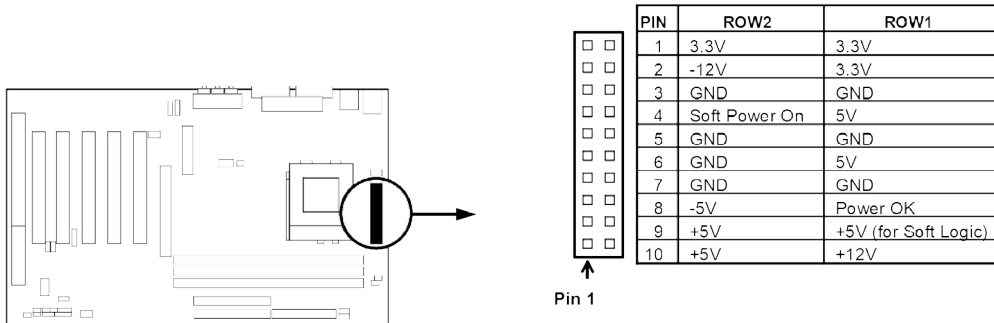 PIN ROW2 ROW1
1 3.3V 3.3V
2 -12V 3.3V
3 GND GND
4 Soft Power On 5V
5 GND GND
6 GND 5V
7 GND GND
8 -5V Power OK
9 +5V +5V (for Soft Logic)
10 +5V +12V
Pin 1